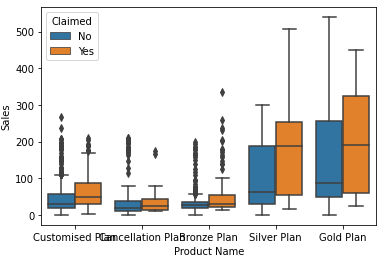 Claimed
No
Yes
500
400
300
200
100
0
Sales
Customised Plan Cancellation Plan Bronze Plan Silver Plan Gold Plan
Product Name